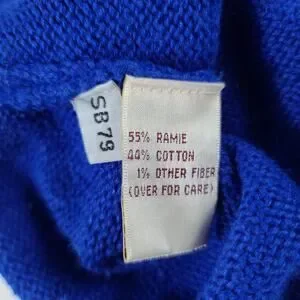 SB79
55% RAMIE
44% COTTON
1% OTHER FIBER
(OVER FOR CARE)